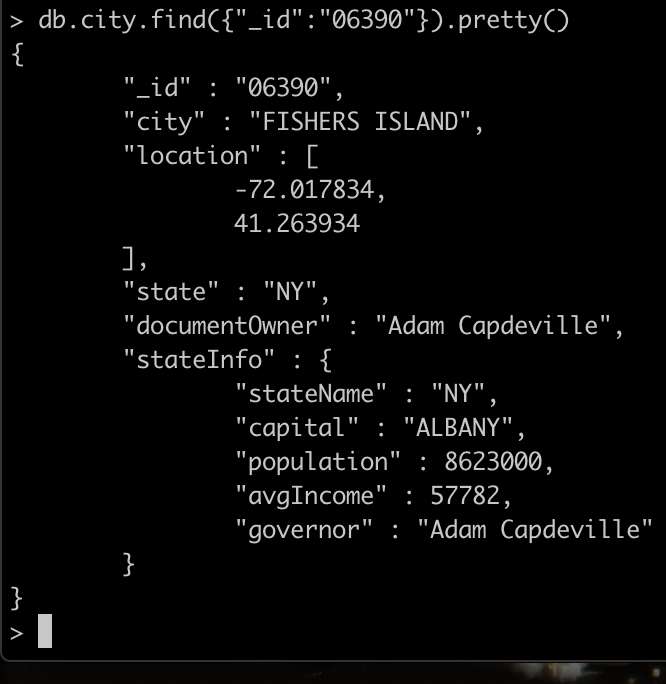 > db.city.find({"_id":"06390"}).pretty()
{
"_id" : "06390",
"city" : "FISHERS ISLAND",
"location" : [
-72.017834,
41.263934
],
"state" : "NY",
"documentOwner" : "Adam Capdeville",
"stateInfo" : {
"stateName" : "NY",
"capital" : "ALBANY",
"population" : 8623000,
"avgIncome" : 57782,
"governor" : "Adam Capdeville"
}
}
>